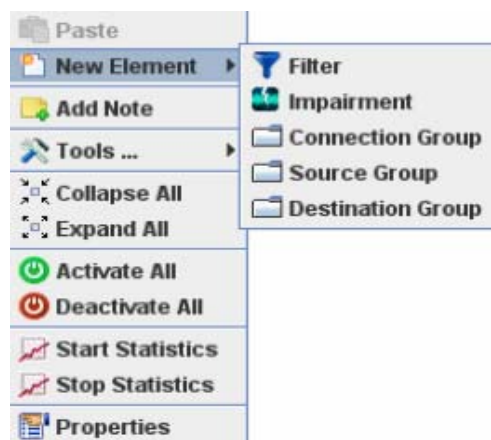 Paste
New Element
Filter
Impairment
Connection Group
Source Group
Destination Group
Add Note
Tools ...
Collapse All
Expand All
Activate All
Deactivate All
Start Statistics
Stop Statistics
Properties